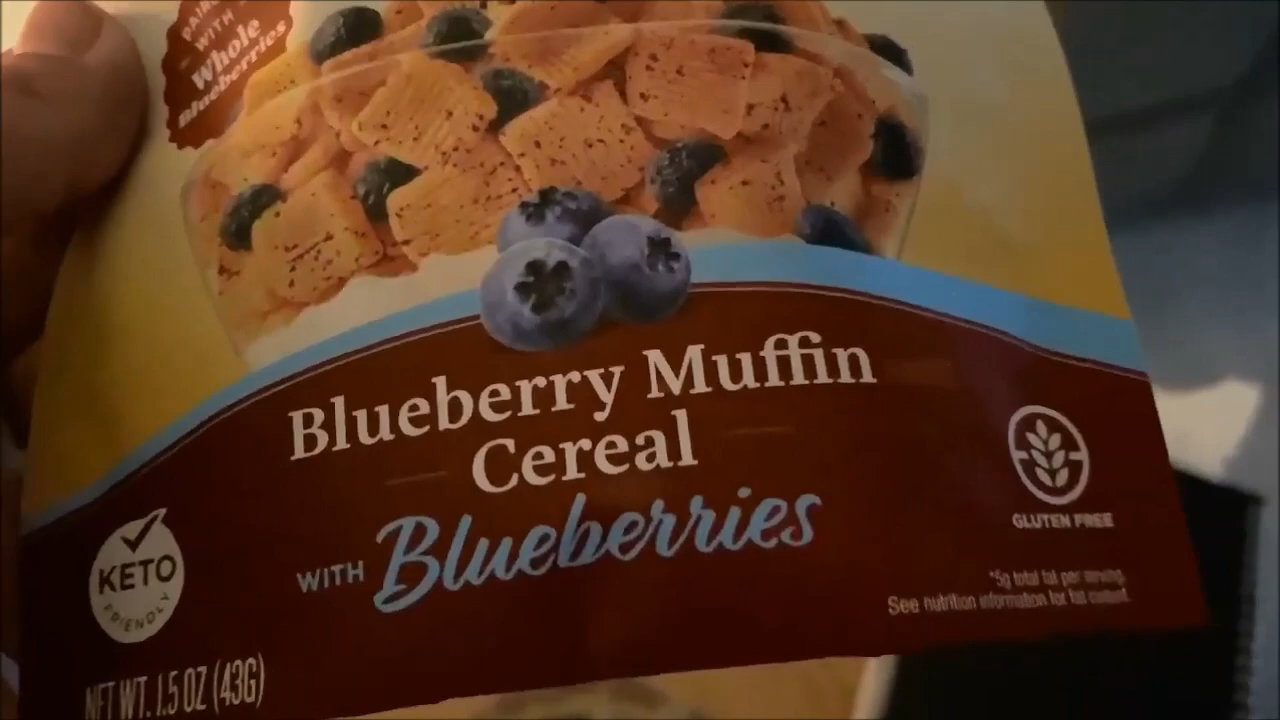 PAIRED
WITH
Whole
Blueberries
Blueberry Muffin
Cereal
WITH Blueberries
KETO
FRIENDLY
GLUTEN FREE
*5g total fat per serving.
See nutrition information for fat content.
NET WT. 1.5 OZ (43G)